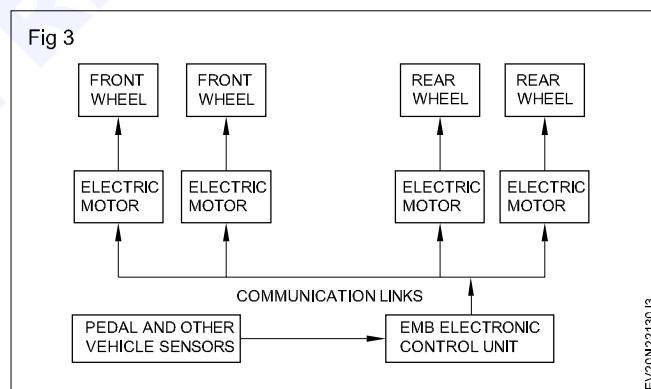 Fig 3
FRONT
WHEEL
FRONT
WHEEL
REAR
WHEEL
REAR
WHEEL
ELECTRIC
MOTOR
ELECTRIC
MOTOR
ELECTRIC
MOTOR
ELECTRIC
MOTOR
COMMUNICATION LINKS
PEDAL AND OTHER
VEHICLE SENSORS
EMB ELECTRONIC
CONTROL UNIT